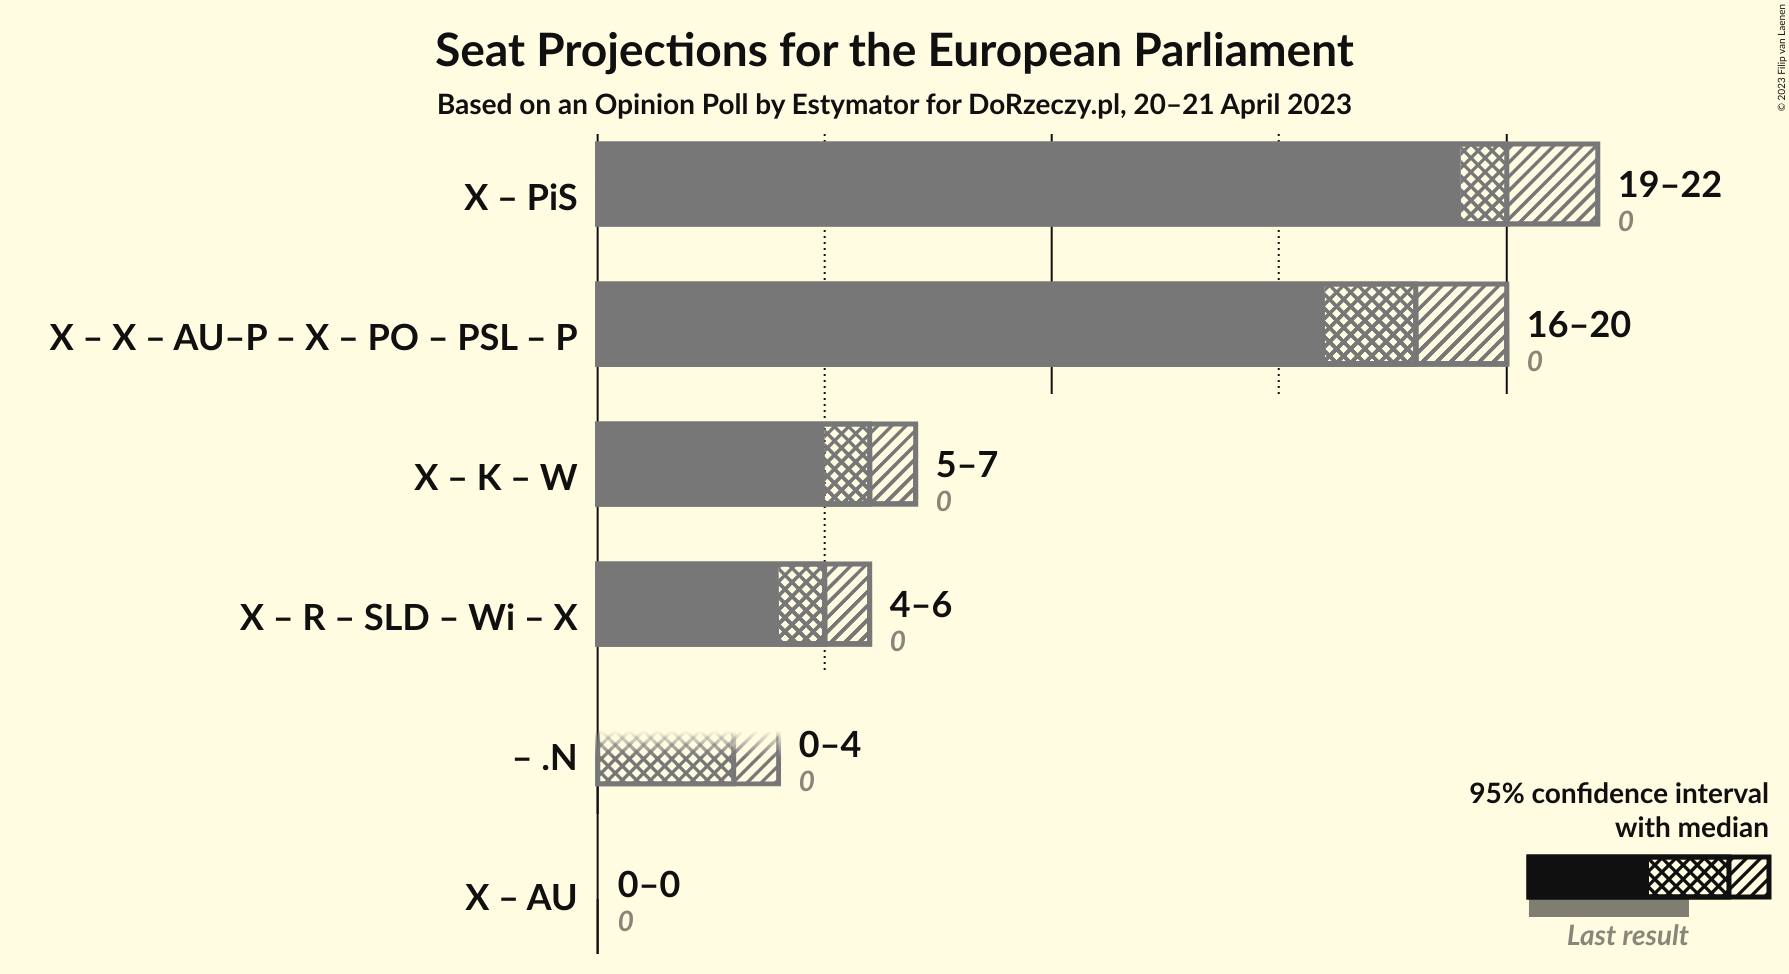 Seat Projections for the European Parliament
Based on an Opinion Poll by Estymator for DoRzeczy.pl, 20–21 April 2023
© 2023 Filip van Laenen
X – PiS
19–22
0
X – X – AU–P – X – PO – PSL – P
16–20
0
X – K – W
5–7
0
X – R – SLD – Wi – X
4–6
0
– .N
0–4
0
X – AU
0–0
0
95% confidence interval
with median
Last result